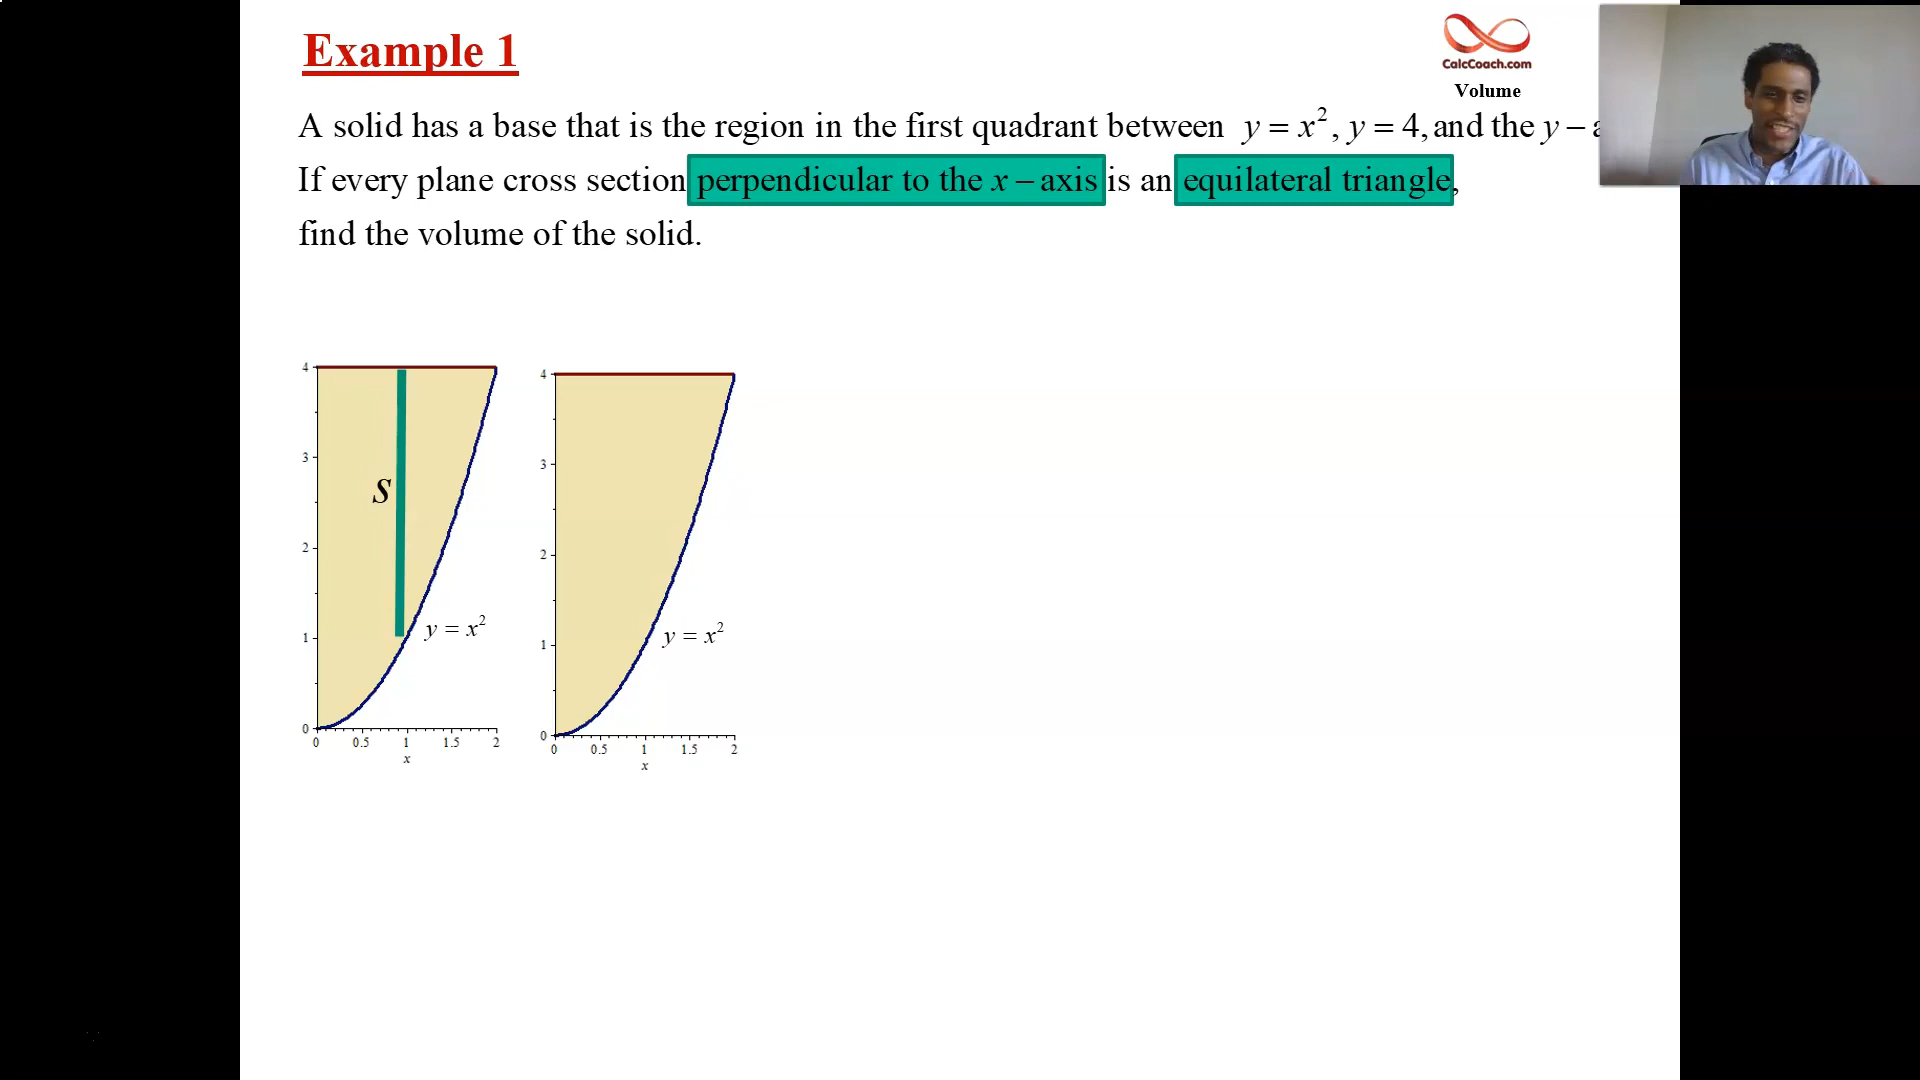 Example 1
CalcCoach.com
Volume
A solid has a base that is the region in the first quadrant between y = x², y = 4, and the y –
If every plane cross section perpendicular to the x – axis is an equilateral triangle,
find the volume of the solid.
4
3
2
1
0
0 0.5 1 1.5 2
x
S
y = x²
4
3
2
1
0
0 0.5 1 1.5 2
x
y = x²